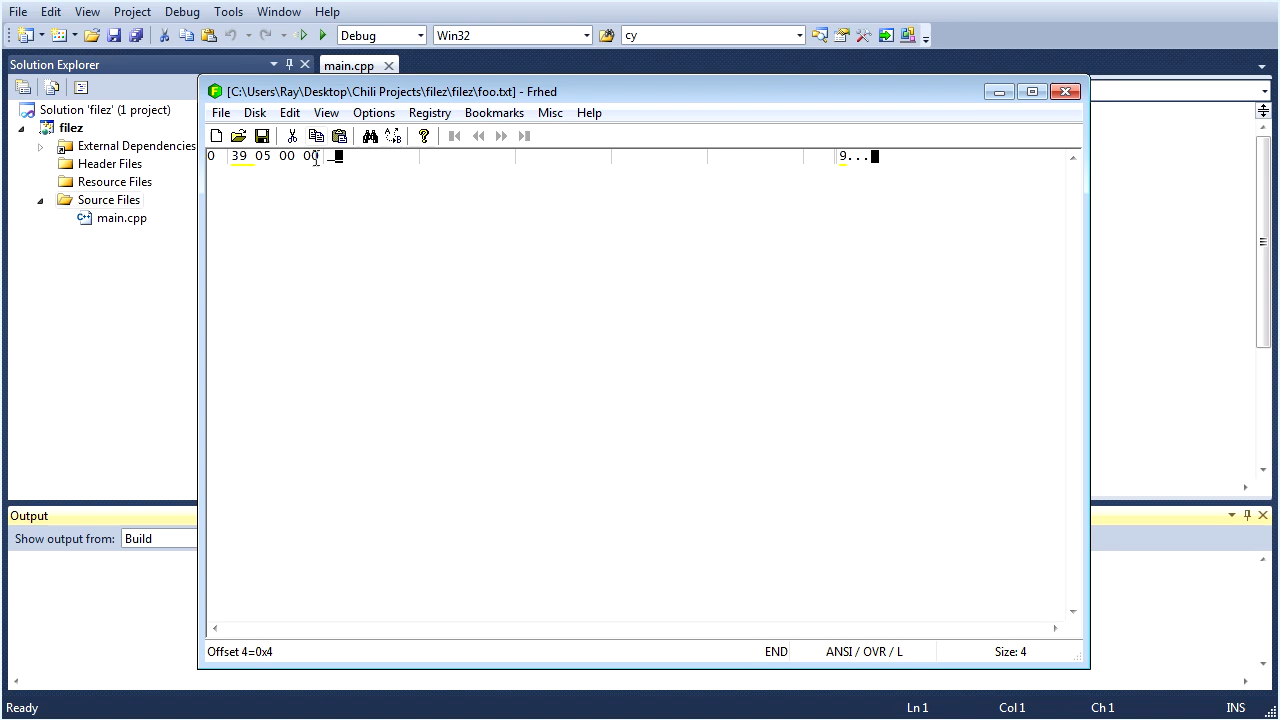 File Edit View Project Debug Tools Window Help
Debug Win32 cy
Solution Explorer
main.cpp
[C:\Users\Ray\Desktop\Chili Projects\filez\filez\foo.txt] - Frhed
File Disk Edit View Options Registry Bookmarks Misc Help
Solution 'filez' (1 project)
filez
External Dependencies
Header Files
Resource Files
Source Files
main.cpp
0 39 05 00 00 _ 9...
Offset 4=0x4 END ANSI / OVR / L Size: 4
Output
Show output from: Build
Ready Ln 1 Col 1 Ch 1 INS